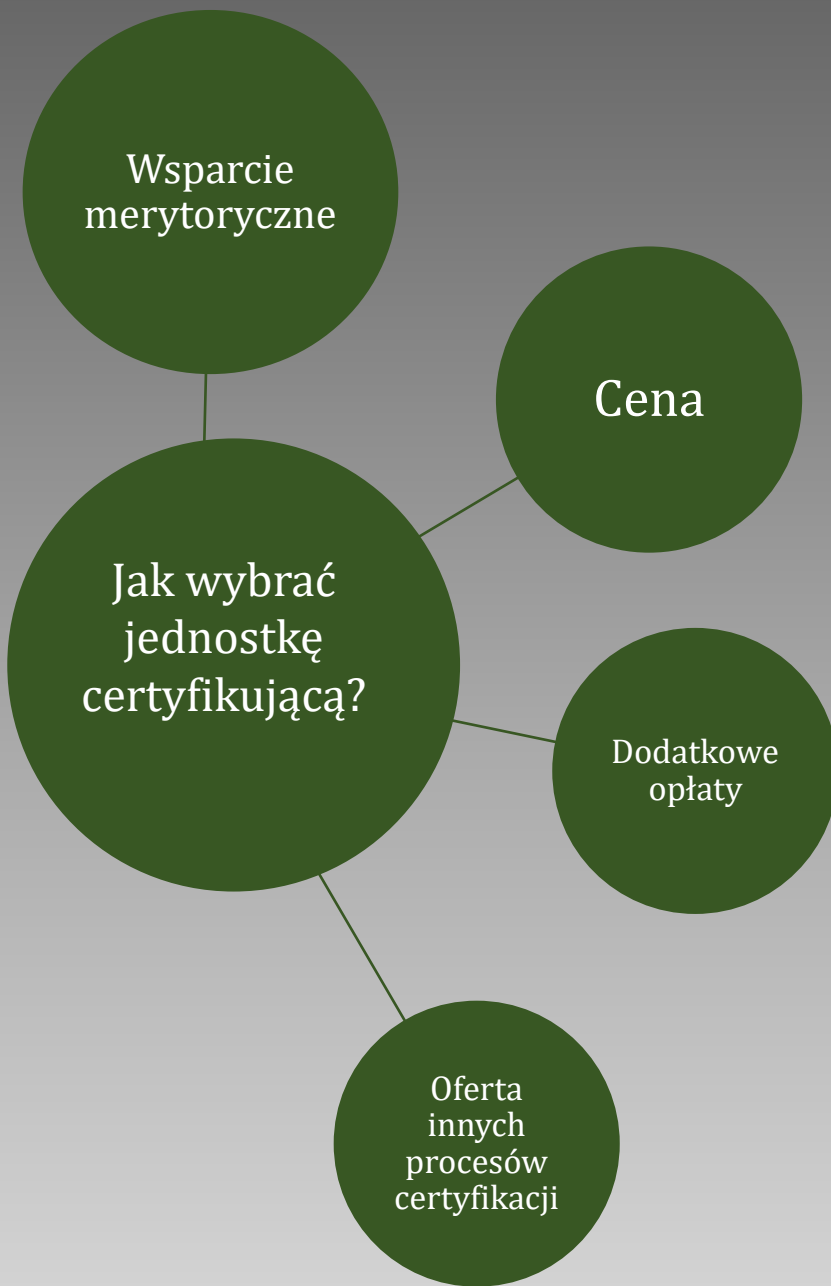 Wsparcie
merytoryczne
Cena
Jak wybrać
jednostkę
certyfikującą?
Dodatkowe
opłaty
Oferta
innych
procesów
certyfikacji